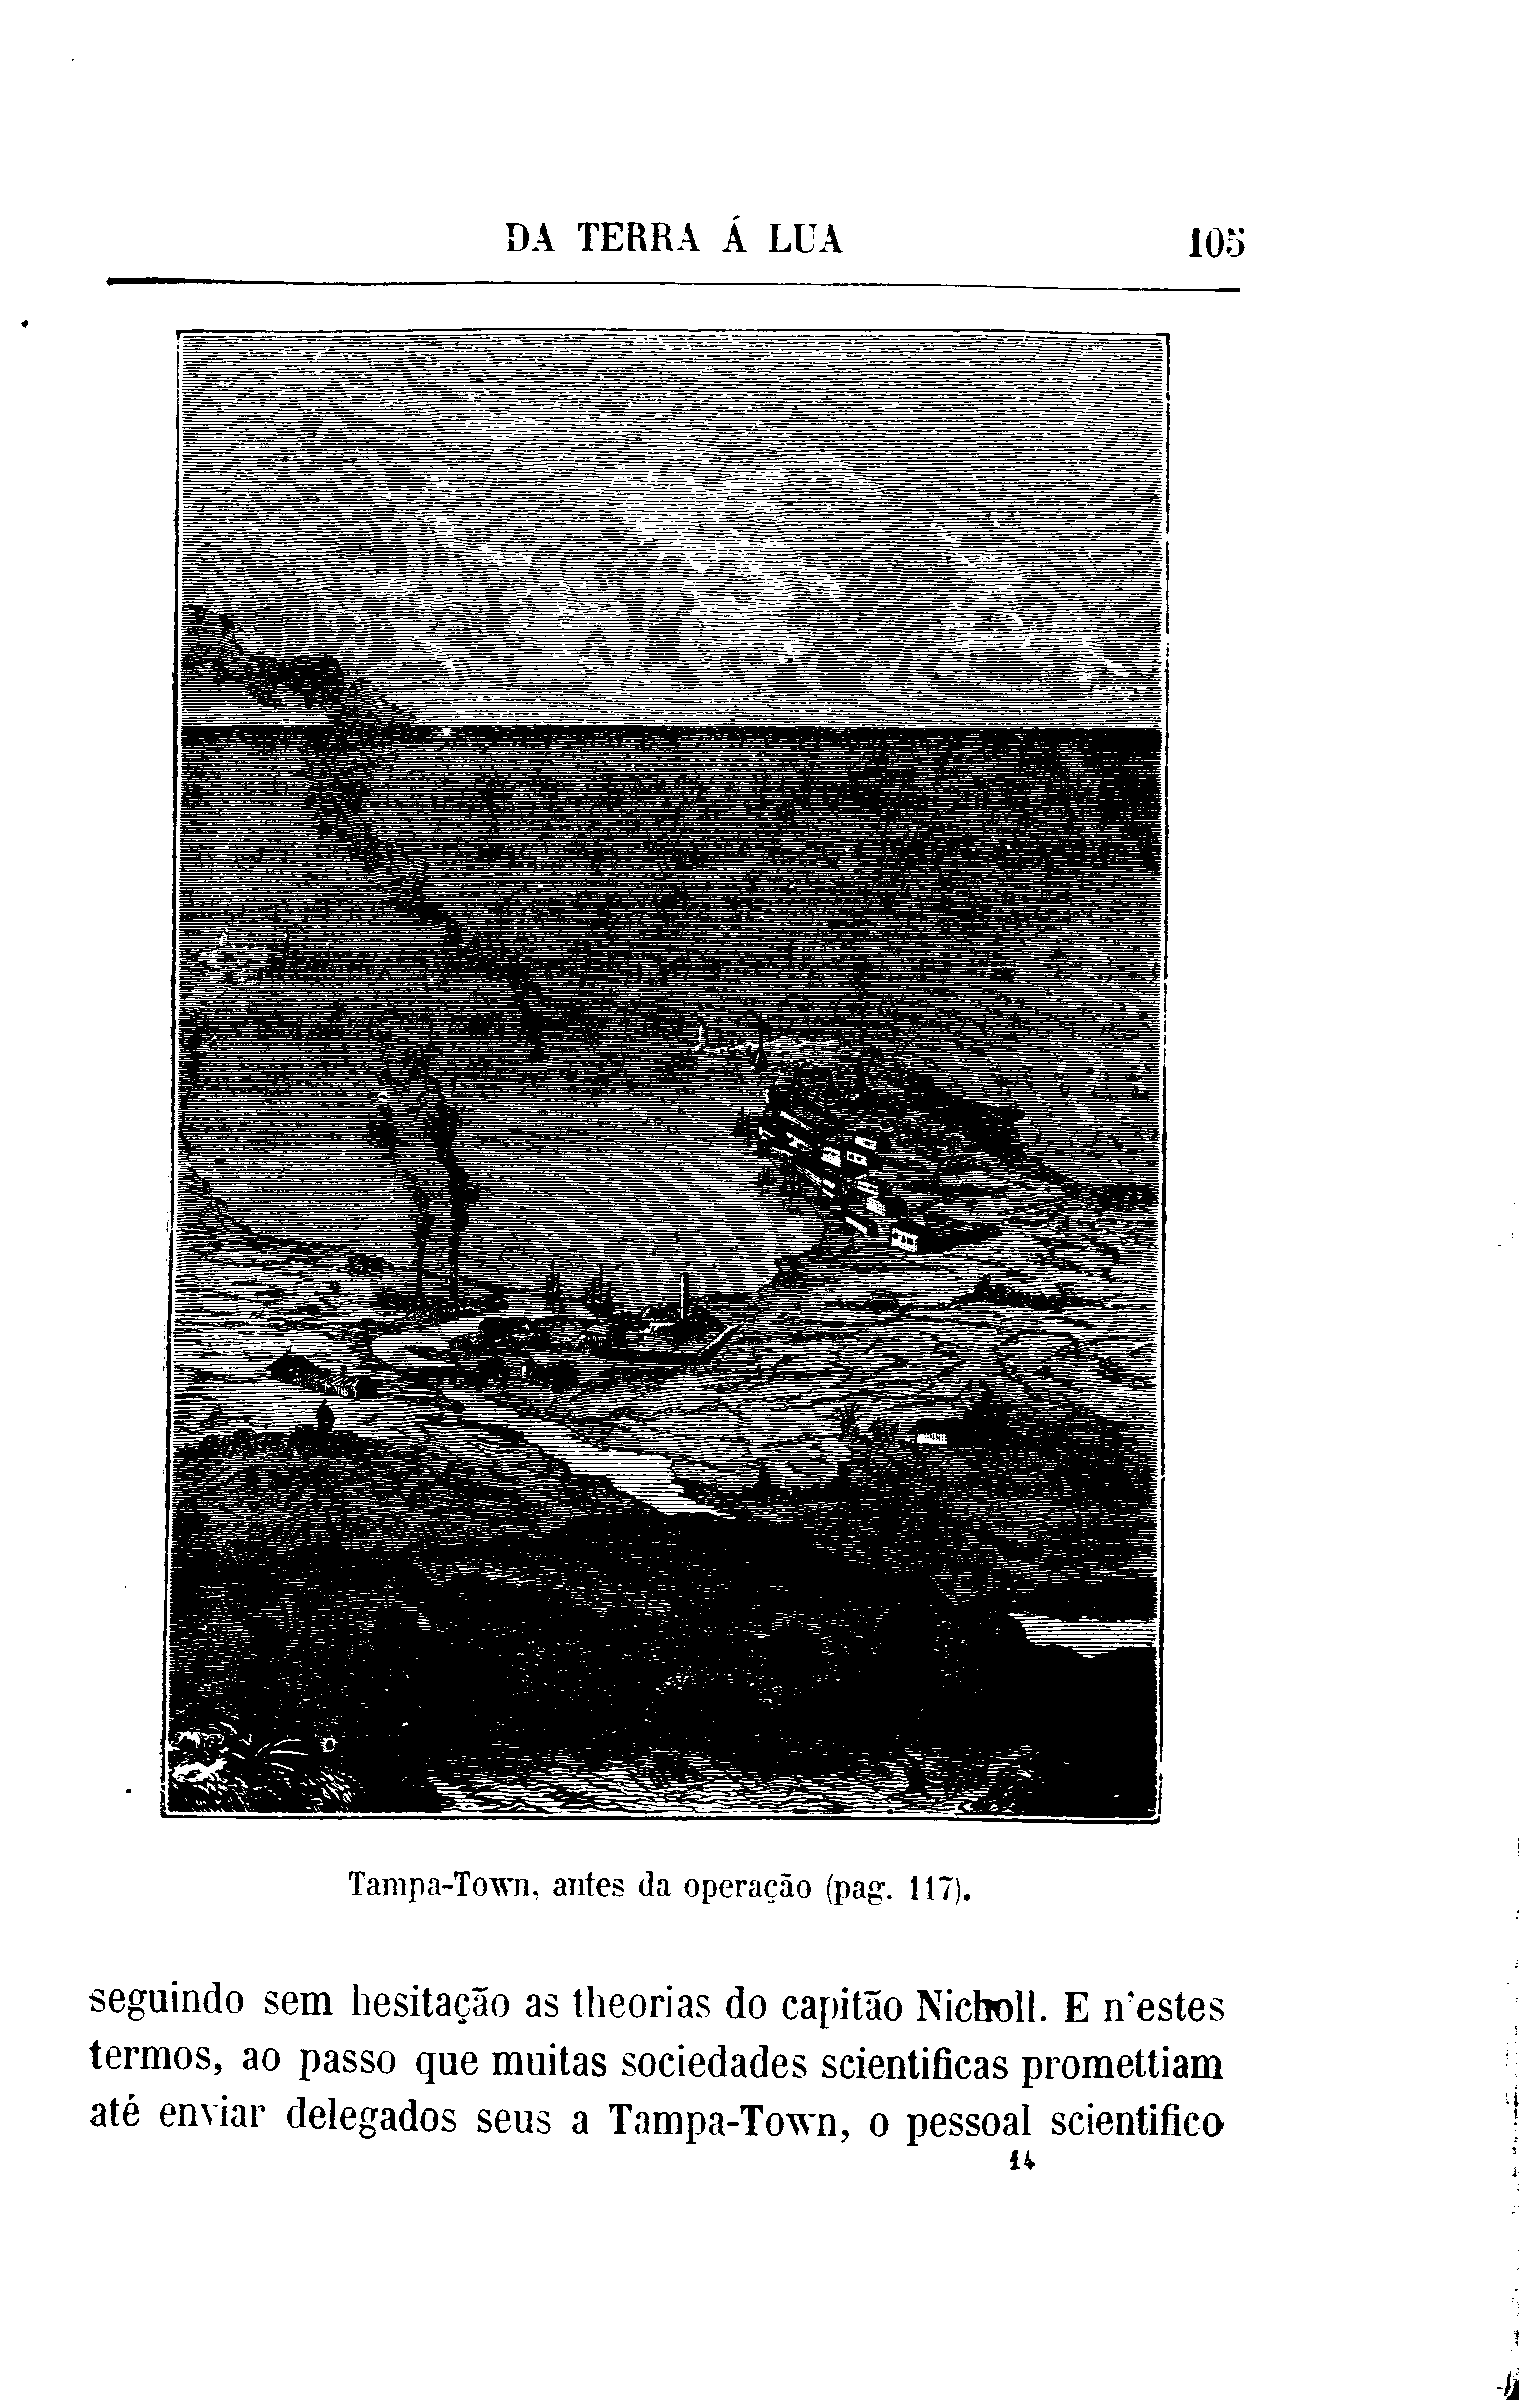 DA TERRA Á LUA 105
Tampa-Town, antes da operação (pag. 117).
seguindo sem hesitação as theorias do capitão Nicholl. E n'estes
termos, ao passo que muitas sociedades scientificas promettiam
até enviar delegados seus a Tampa-Town, o pessoal scientifico
14